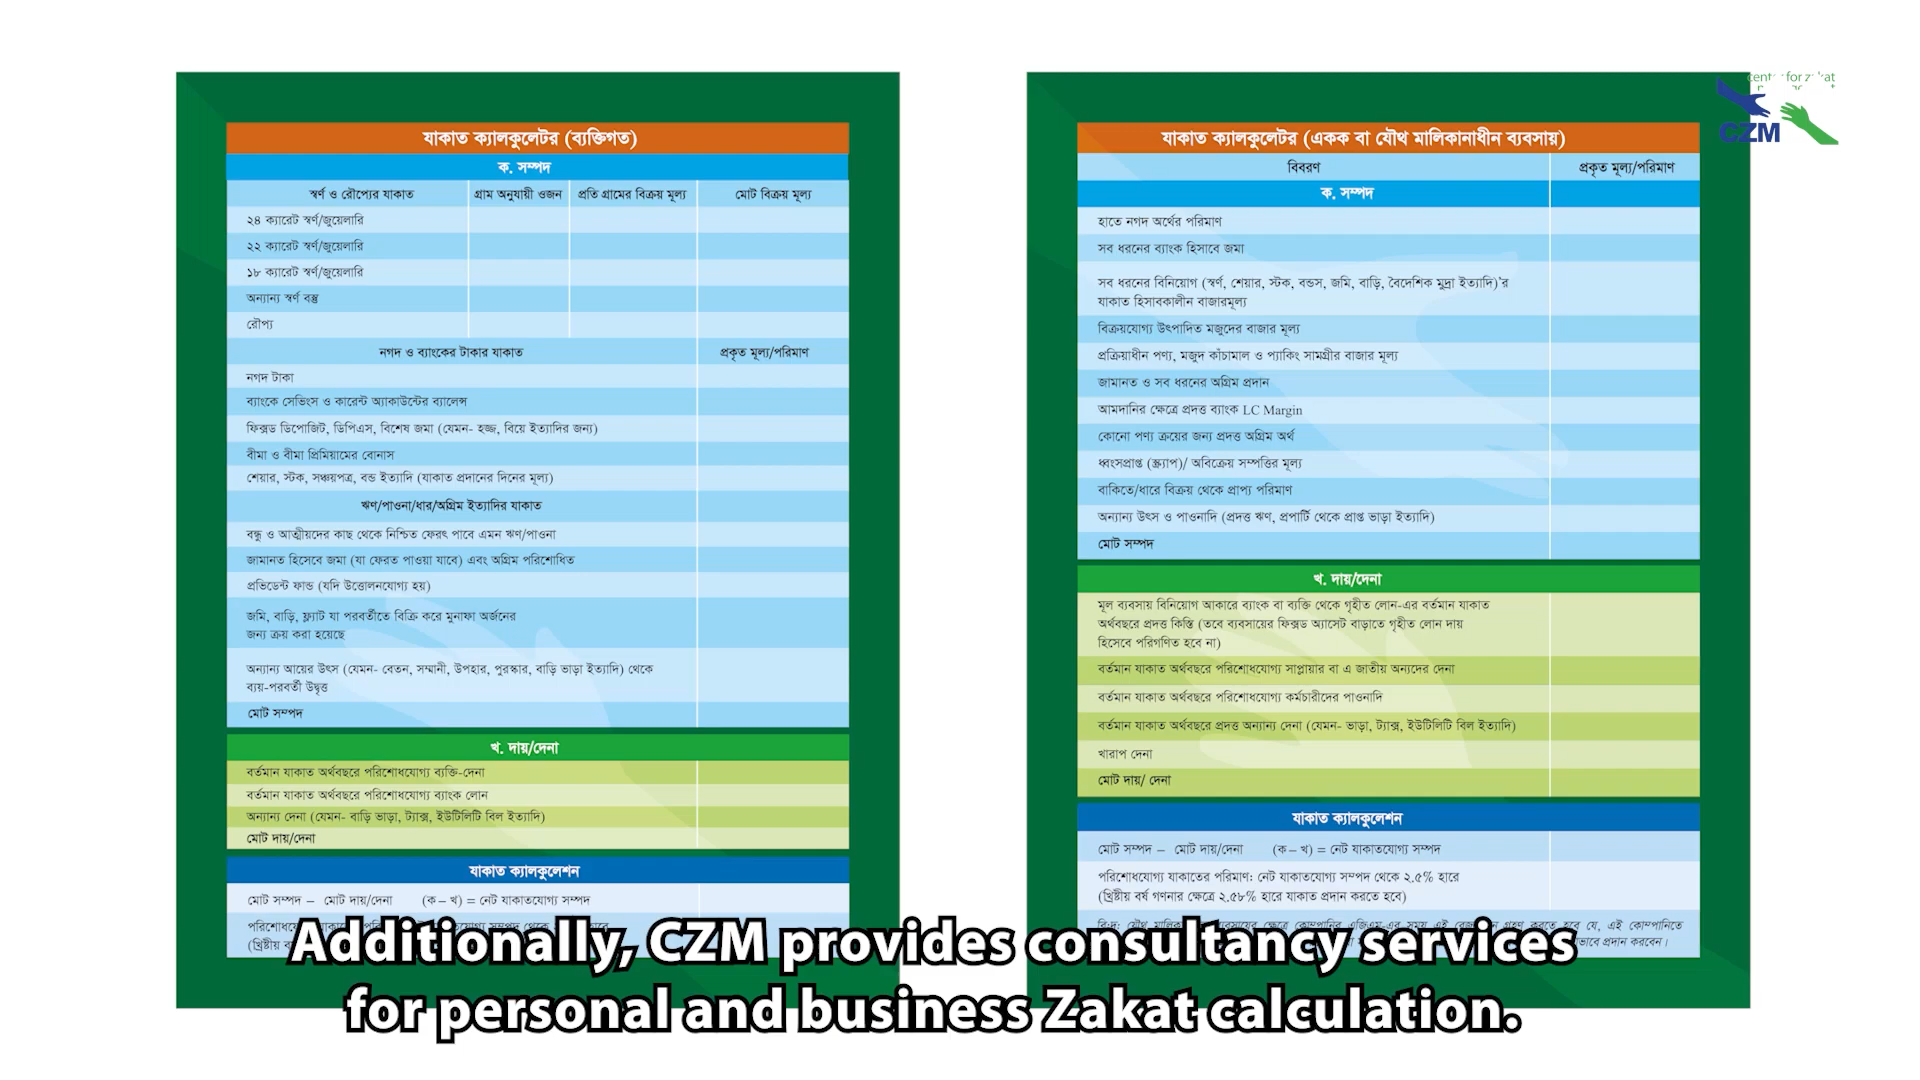 যাকাত ক্যালকুলেটর (ব্যক্তিগত)
ক. সম্পদ
স্বর্ণ ও রৌপ্যের যাকাত গ্রাম অনুযায়ী ওজন প্রতি গ্রামের বিক্রয় মূল্য মোট বিক্রয় মূল্য
২৪ ক্যারেট স্বর্ণ/জুয়েলারি
২২ ক্যারেট স্বর্ণ/জুয়েলারি
১৮ ক্যারেট স্বর্ণ/জুয়েলারি
অন্যান্য স্বর্ণ বস্তু
রৌপ্য
নগদ ও ব্যাংকের টাকার যাকাত প্রকৃত মূল্য/পরিমাণ
নগদ টাকা
ব্যাংকে সেভিংস ও কারেন্ট অ্যাকাউন্টের ব্যালেন্স
ফিক্সড ডিপোজিট, ডিপিএস, বিশেষ জমা (যেমন- হজ্জ, বিয়ে ইত্যাদির জন্য)
বীমা ও বীমা প্রিমিয়ামের বোনাস
শেয়ার, স্টক, সঞ্চয়পত্র, বন্ড ইত্যাদি (যাকাত প্রদানের দিনের মূল্য)
ঋণ/পাওনা/ধার/অগ্রিম ইত্যাদির যাকাত
বন্ধু ও আত্মীয়দের কাছ থেকে নিশ্চিত ফেরৎ পাবে এমন ঋণ/পাওনা
জামানত হিসেবে জমা (যা ফেরত পাওয়া যাবে) এবং অগ্রিম পরিশোধিত
প্রভিডেন্ট ফান্ড (যদি উত্তোলনযোগ্য হয়)
জমি, বাড়ি, ফ্ল্যাট যা পরবর্তীতে বিক্রি করে মুনাফা অর্জনের
জন্য ক্রয় করা হয়েছে
অন্যান্য আয়ের উৎস (যেমন- বেতন, সম্মানী, উপহার, পুরস্কার, বাড়ি ভাড়া ইত্যাদি) থেকে
ব্যয়-পরবর্তী উদ্বৃত্ত
মোট সম্পদ
খ. দায়/দেনা
বর্তমান যাকাত অর্থবছরে পরিশোধযোগ্য ব্যক্তি-দেনা
বর্তমান যাকাত অর্থবছরে পরিশোধযোগ্য ব্যাংক লোন
অন্যান্য দেনা (যেমন- বাড়ি ভাড়া, ট্যাক্স, ইউটিলিটি বিল ইত্যাদি)
মোট দায়/দেনা
যাকাত ক্যালকুলেশন
মোট সম্পদ – মোট দায়/দেনা (ক – খ) = নেট যাকাতযোগ্য সম্পদ
যাকাত ক্যালকুলেটর (একক বা যৌথ মালিকানাধীন ব্যবসায়)
বিবরণ প্রকৃত মূল্য/পরিমাণ
ক. সম্পদ
হাতে নগদ অর্থের পরিমাণ
সব ধরনের ব্যাংক হিসাবে জমা
সব ধরনের বিনিয়োগ (স্বর্ণ, শেয়ার, স্টক, বন্ডস, জমি, বাড়ি, বৈদেশিক মুদ্রা ইত্যাদি)'র
যাকাত হিসাবকালীন বাজারমূল্য
বিক্রয়যোগ্য উৎপাদিত মজুদের বাজার মূল্য
প্রক্রিয়াধীন পণ্য, মজুদ কাঁচামাল ও প্যাকিং সামগ্রীর বাজার মূল্য
জামানত ও সব ধরনের অগ্রিম প্রদান
আমদানির ক্ষেত্রে প্রদত্ত ব্যাংক LC Margin
কোনো পণ্য ক্রয়ের জন্য প্রদত্ত অগ্রিম অর্থ
ধ্বংসপ্রাপ্ত (স্ক্র্যাপ)/ অবিক্রেয় সম্পত্তির মূল্য
বাকিতে/ধারে বিক্রয় থেকে প্রাপ্য পরিমাণ
অন্যান্য উৎস ও পাওনাদি (প্রদত্ত ঋণ, প্রপার্টি থেকে প্রাপ্ত ভাড়া ইত্যাদি)
মোট সম্পদ
খ. দায়/দেনা
মূল ব্যবসায় বিনিয়োগ আকারে ব্যাংক বা ব্যক্তি থেকে গৃহীত লোন-এর বর্তমান যাকাত
অর্থবছরে প্রদত্ত কিস্তি (তবে ব্যবসায়ের ফিক্সড অ্যাসেট বাড়াতে গৃহীত লোন দায়
হিসেবে পরিগণিত হবে না)
বর্তমান যাকাত অর্থবছরে পরিশোধযোগ্য সাপ্লায়ার বা এ জাতীয় অন্যদের দেনা
বর্তমান যাকাত অর্থবছরে পরিশোধযোগ্য কর্মচারীদের পাওনাদি
বর্তমান যাকাত অর্থবছরে প্রদত্ত অন্যান্য দেনা (যেমন- ভাড়া, ট্যাক্স, ইউটিলিটি বিল ইত্যাদি)
খারাপ দেনা
মোট দায়/ দেনা
যাকাত ক্যালকুলেশন
মোট সম্পদ – মোট দায়/দেনা (ক – খ) = নেট যাকাতযোগ্য সম্পদ
পরিশোধযোগ্য যাকাতের পরিমাণ: নেট যাকাতযোগ্য সম্পদ থেকে ২.৫% হারে
(খ্রিষ্টীয় বর্ষ গণনার ক্ষেত্রে ২.৫৮% হারে যাকাত প্রদান করতে হবে)
center for zakat
CZM
Additionally, CZM provides consultancy services
for personal and business Zakat calculation.